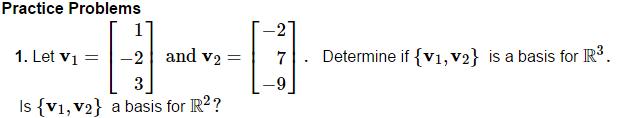 Practice Problems
1. Let v₁ = [1 -2 3] and v₂ = [-2 7 -9]. Determine if {v₁, v₂} is a basis for ℝ³.
Is {v₁, v₂} a basis for ℝ²?